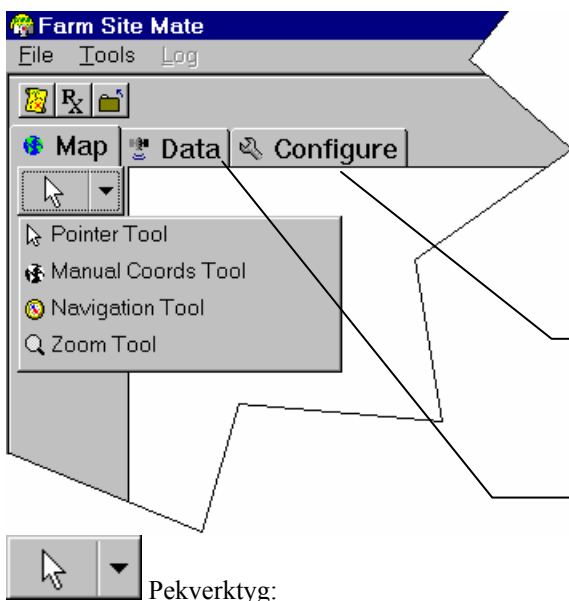 Farm Site Mate
File Tools Log
Rx
Map Data Configure
Pointer Tool
Manual Coords Tool
Navigation Tool
Zoom Tool
Pekverktyg: